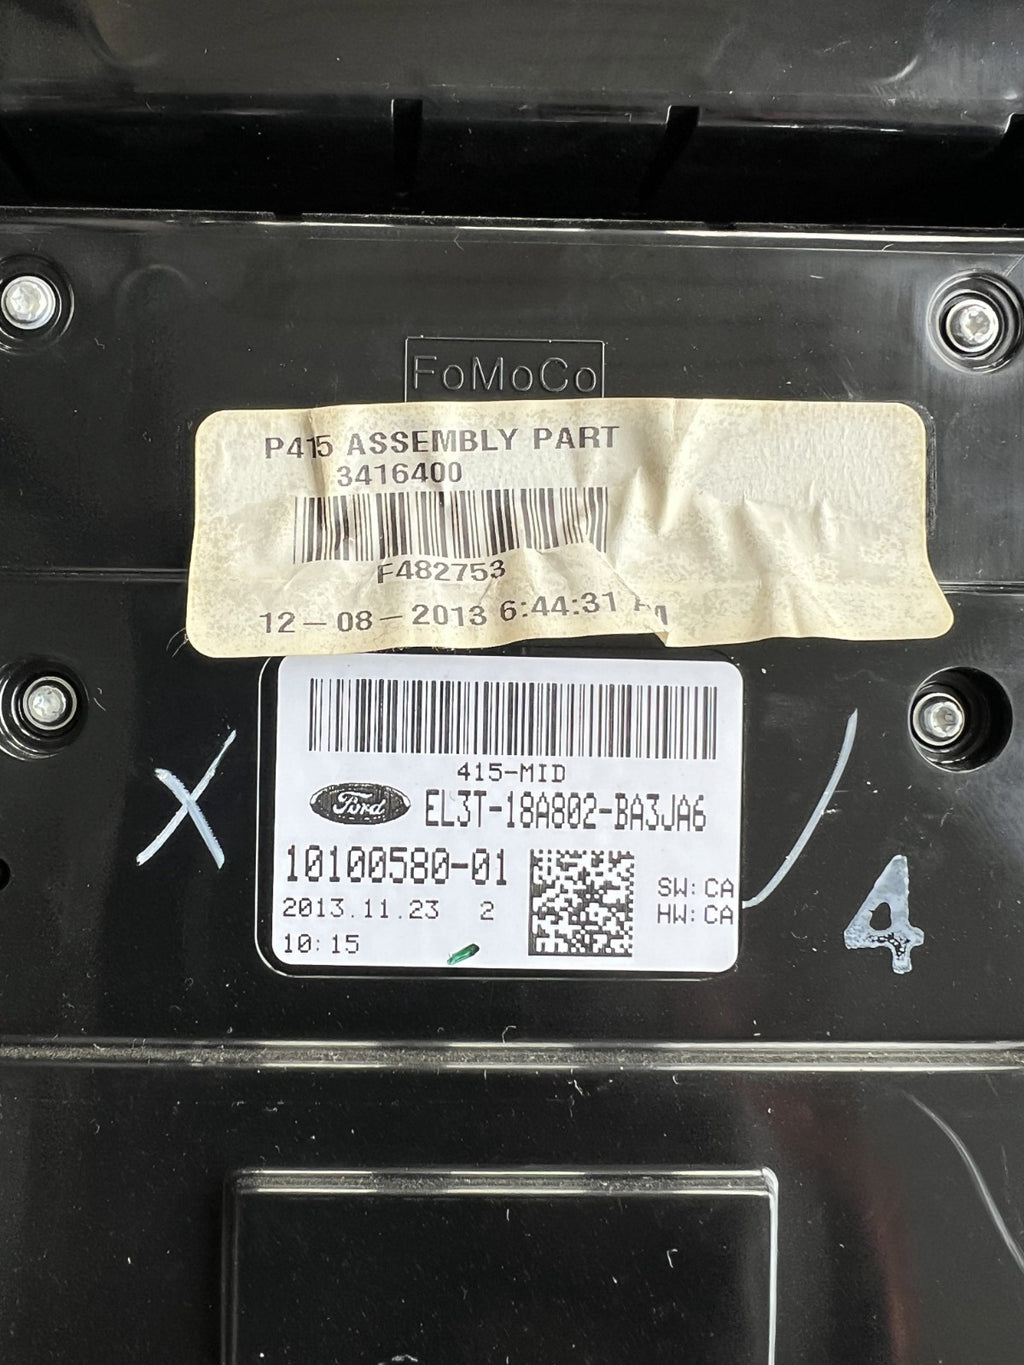 FoMoCo
P415 ASSEMBLY PART
3416400
F482753
12-08-2013 6:44:31
415-MID
Ford EL3T-18A802-BA3JA6
10100580-01
2013.11.23 2
10:15
SW:CA
HW:CA
X
4